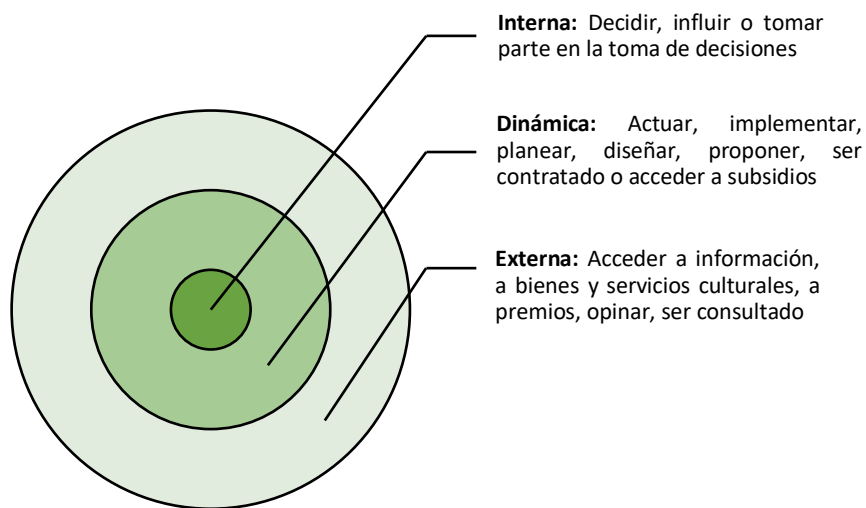 Interna: Decidir, influir o tomar
parte en la toma de decisiones
Dinámica: Actuar, implementar,
planear, diseñar, proponer, ser
contratado o acceder a subsidios
Externa: Acceder a información,
a bienes y servicios culturales, a
premios, opinar, ser consultado